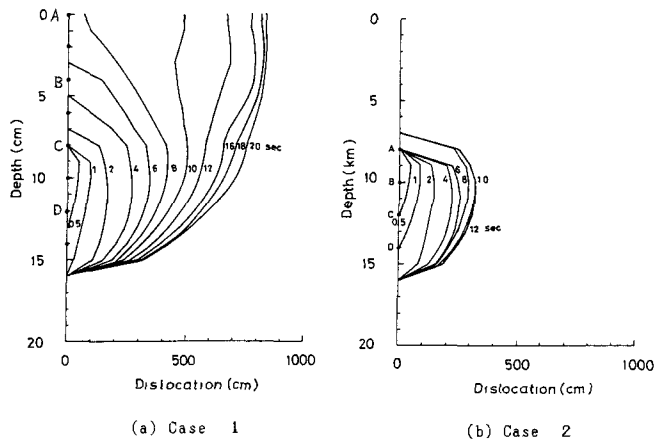 0 A
B
5
C
10
D
15
20
Depth (cm)
0.5
1
2
4
6
8
10
12
16
18
20 sec
0
500
1000
Dislocation (cm)
(a) Case 1
0
5
A
B
10
C
D
15
20
Depth (km)
0.5
1
2
4
6
8
10
12 sec
0
500
1000
Dislocation (cm)
(b) Case 2